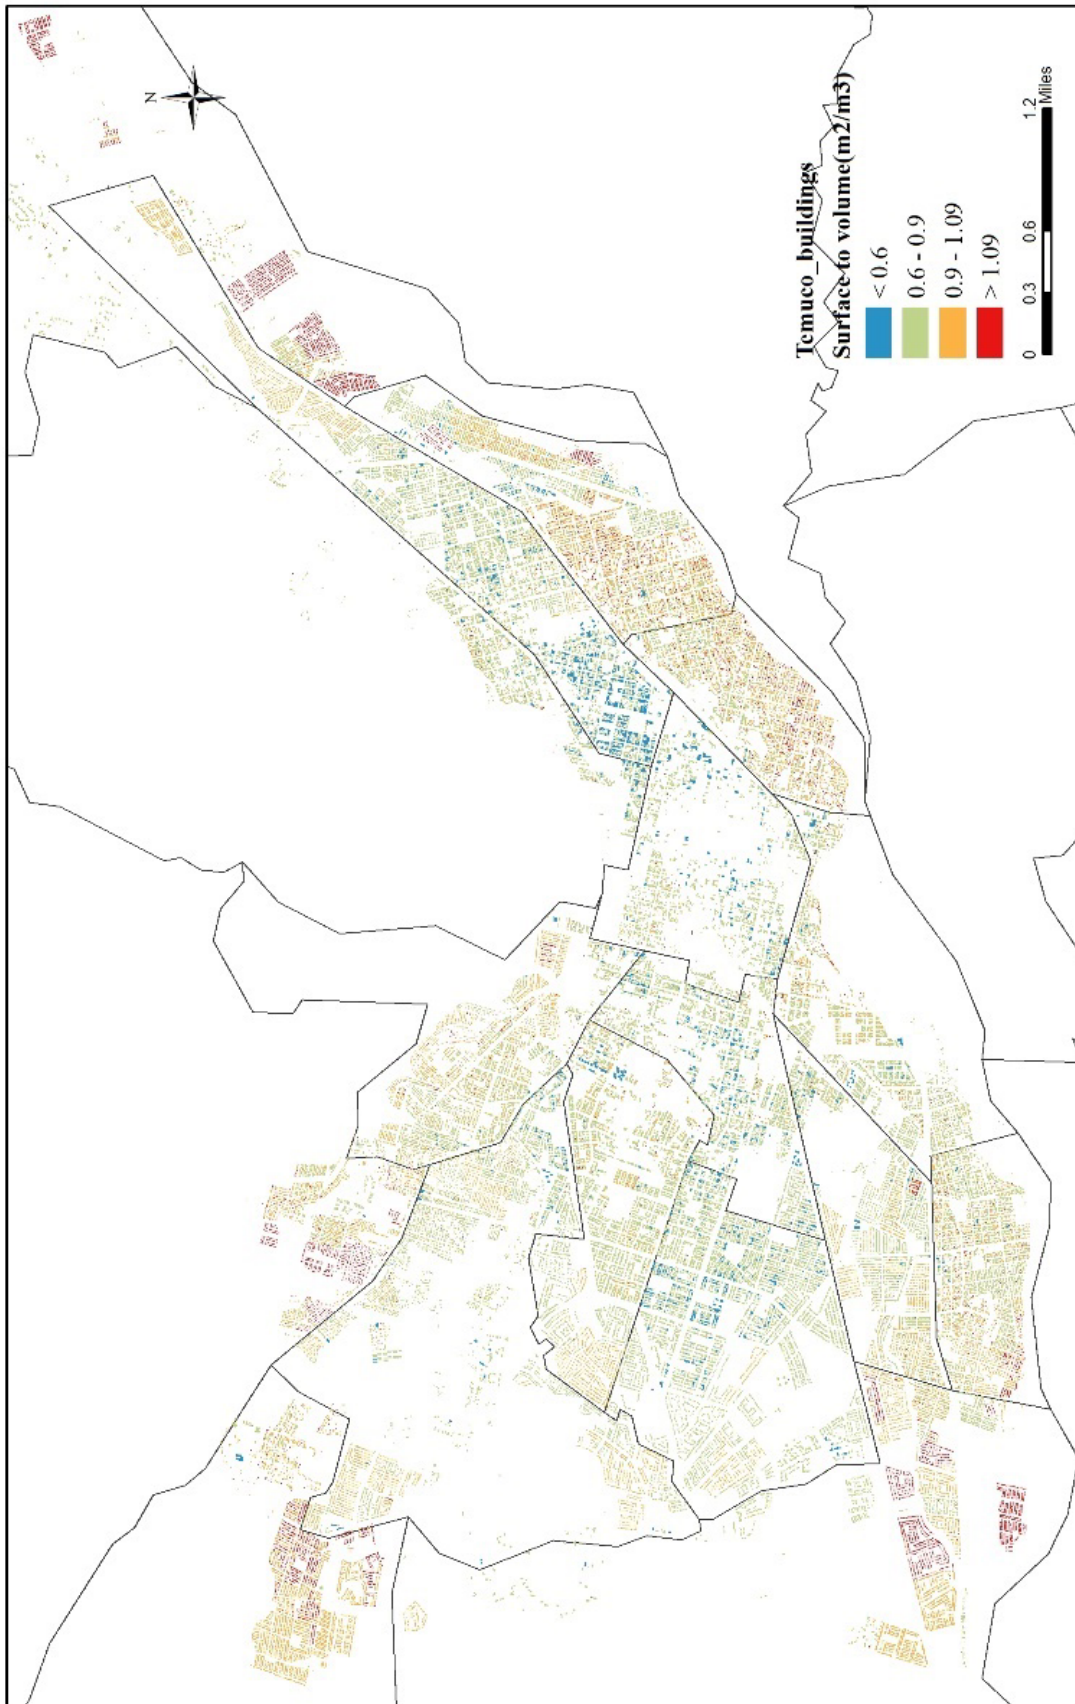 N
Temuco_buildings
Surface to volume(m2/m3)
< 0.6
0.6 - 0.9
0.9 - 1.09
> 1.09
0 0.3 0.6 1.2
Miles